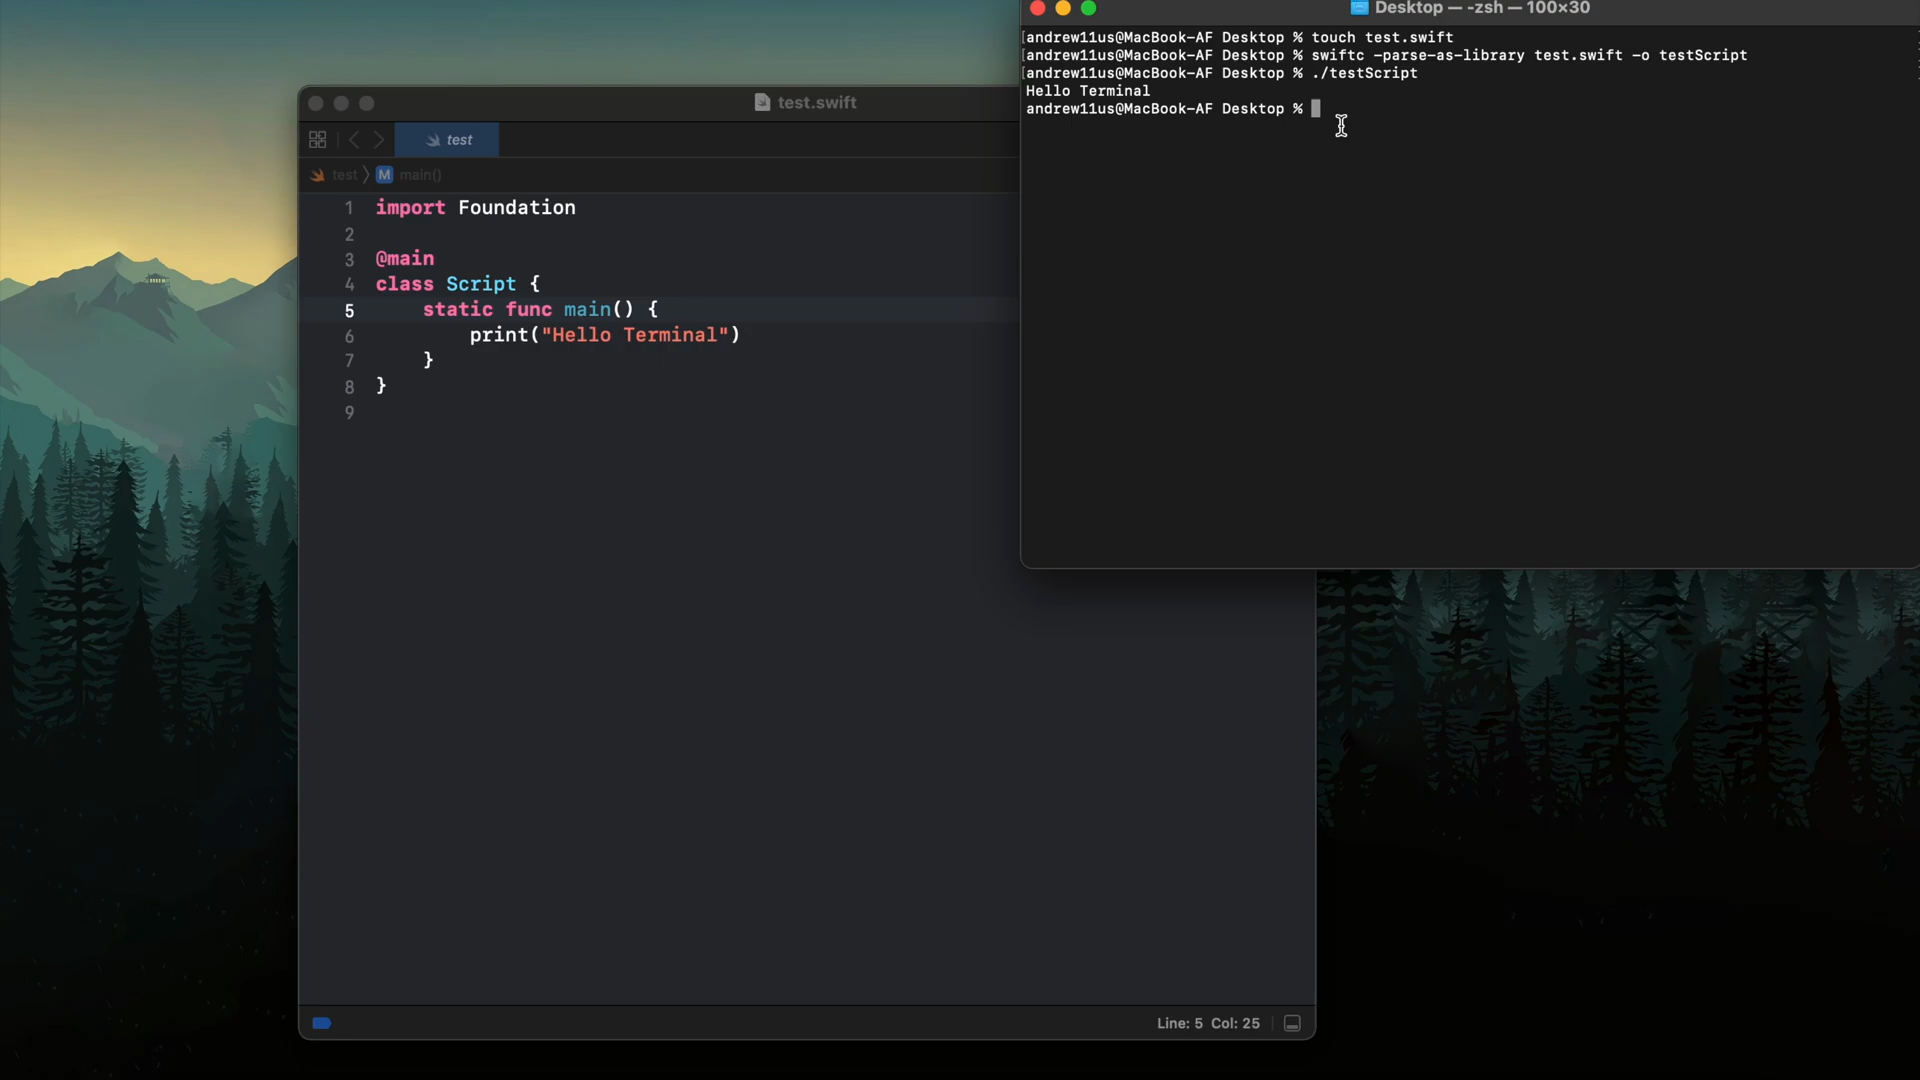 Desktop — -zsh — 100×30
andrew11us@MacBook-AF Desktop % touch test.swift
andrew11us@MacBook-AF Desktop % swiftc -parse-as-library test.swift -o testScript
andrew11us@MacBook-AF Desktop % ./testScript
Hello Terminal
andrew11us@MacBook-AF Desktop %
test.swift
test
test
M main()
1 import Foundation
2
3 @main
4 class Script {
5 static func main() {
6 print("Hello Terminal")
7 }
8 }
9
Line: 5 Col: 25